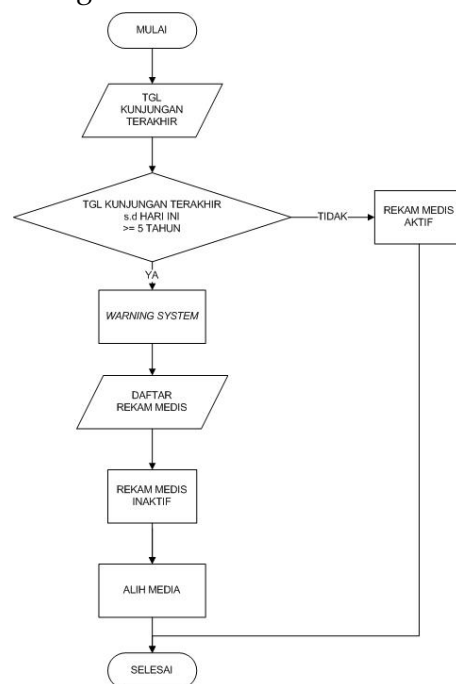 MULAI
TGL
KUNJUNGAN
TERAKHIR
TGL KUNJUNGAN TERAKHIR
s.d HARI INI
>= 5 TAHUN
TIDAK
REKAM MEDIS
AKTIF
YA
WARNING SYSTEM
DAFTAR
REKAM MEDIS
REKAM MEDIS
INAKTIF
ALIH MEDIA
SELESAI